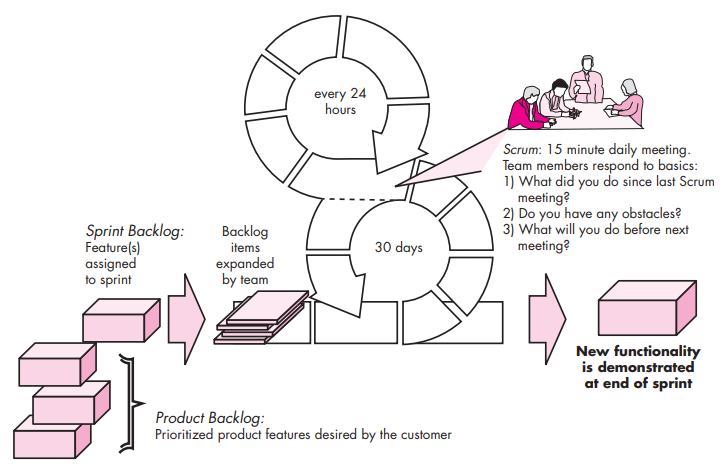 every 24
hours
Scrum: 15 minute daily meeting.
Team members respond to basics:
1) What did you do since last Scrum
meeting?
2) Do you have any obstacles?
3) What will you do before next
meeting?
Sprint Backlog:
Feature(s)
assigned
to sprint
Backlog
items
expanded
by team
30 days
New functionality
is demonstrated
at end of sprint
Product Backlog:
Prioritized product features desired by the customer